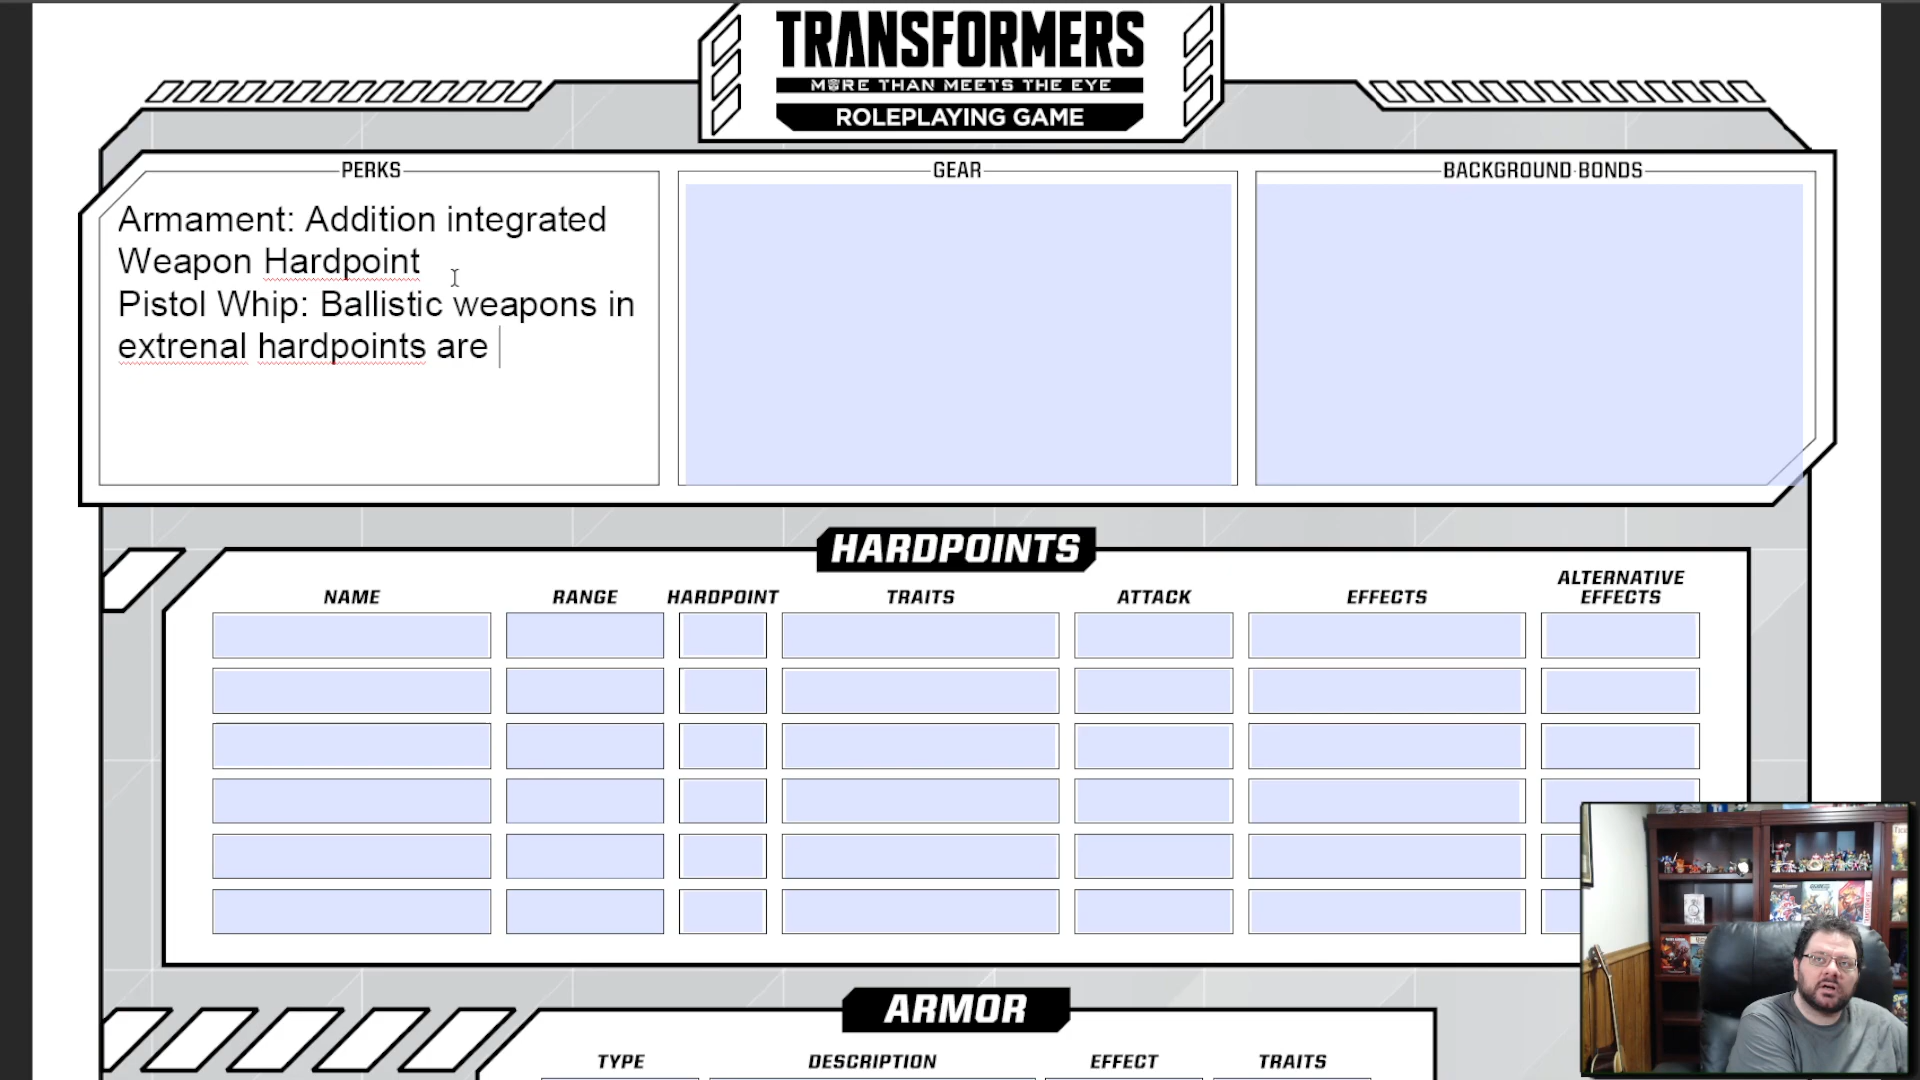 TRANSFORMERS
MORE THAN MEETS THE EYE
ROLEPLAYING GAME
PERKS
Armament: Addition integrated
Weapon Hardpoint
Pistol Whip: Ballistic weapons in
extrenal hardpoints are
GEAR
BACKGROUND BONDS
HARDPOINTS
NAME RANGE HARDPOINT TRAITS ATTACK EFFECTS ALTERNATIVE
EFFECTS
ARMOR
TYPE DESCRIPTION EFFECT TRAITS